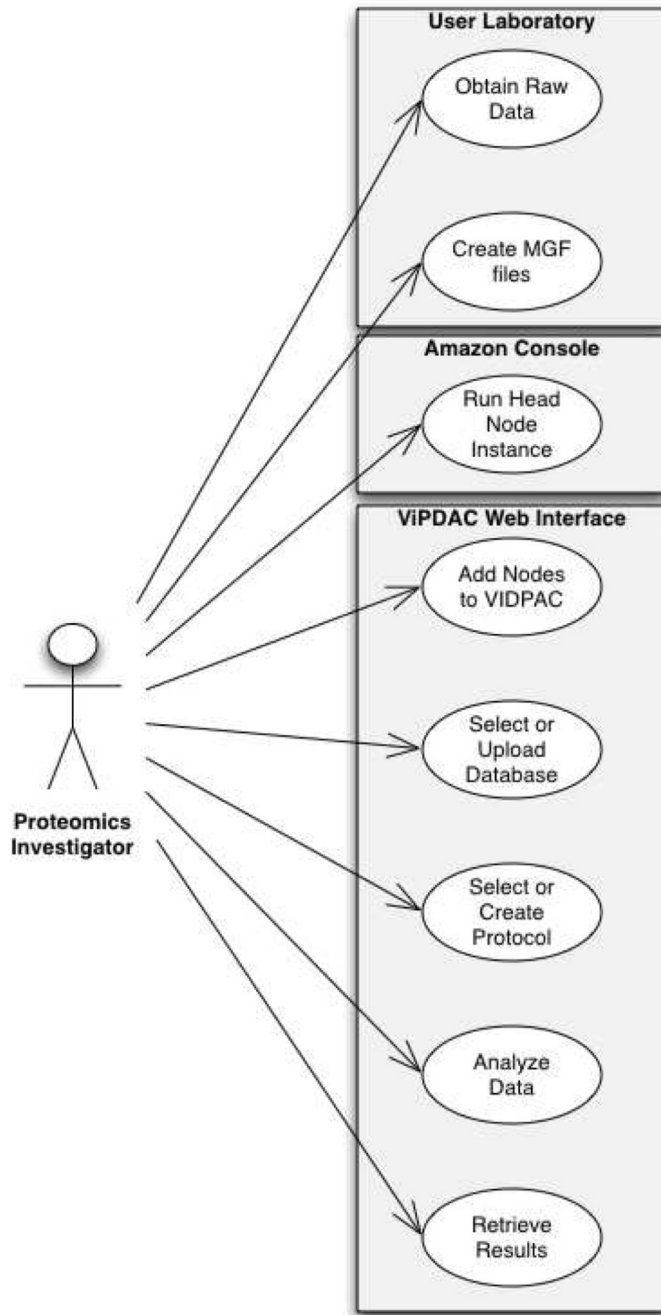 User Laboratory
Obtain Raw
Data
Create MGF
files
Amazon Console
Run Head
Node
Instance
ViPDAC Web Interface
Add Nodes
to VIDPAC
Select or
Upload
Database
Select or
Create
Protocol
Analyze
Data
Retrieve
Results
Proteomics
Investigator